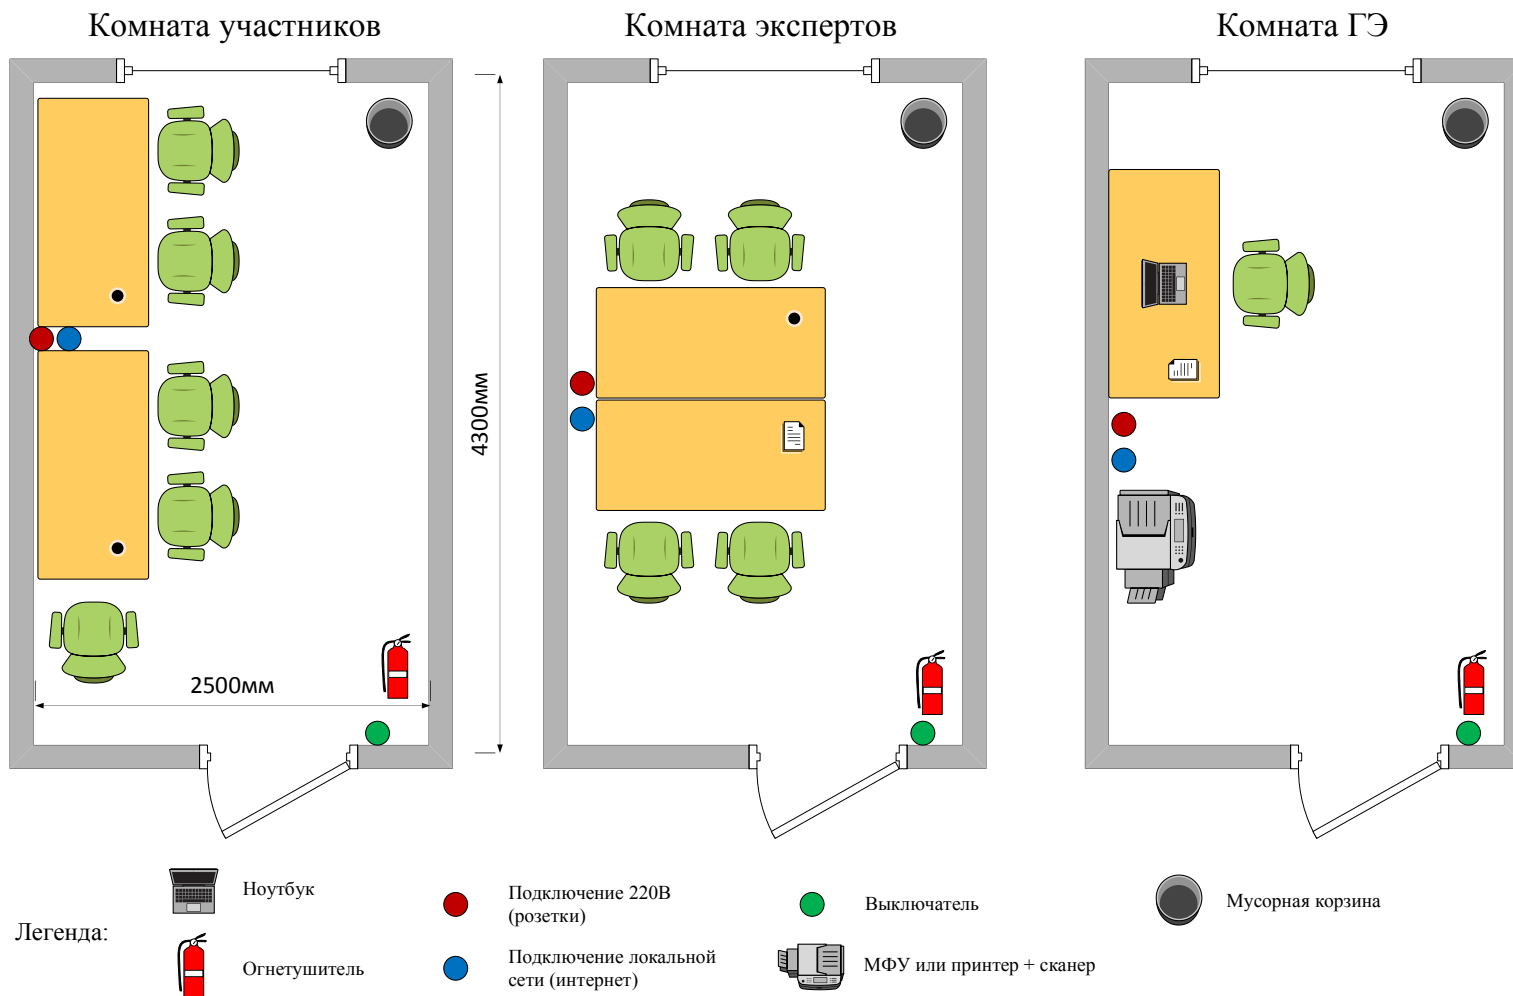 Комната участников
Комната экспертов
Комната ГЭ
4300мм
2500мм
Легенда:
Ноутбук
Огнетушитель
Подключение 220В
(розетки)
Подключение локальной
сети (интернет)
Выключатель
МФУ или принтер + сканер
Мусорная корзина